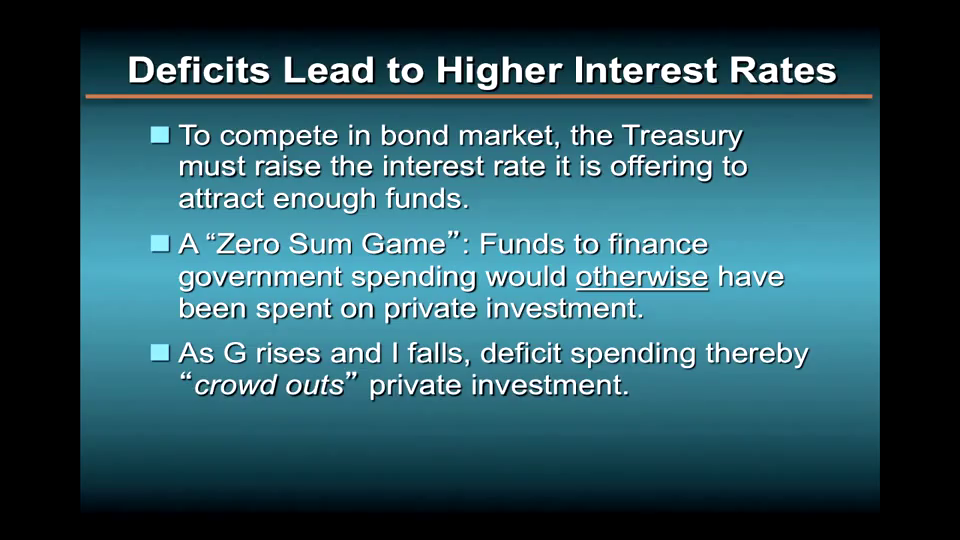 Deficits Lead to Higher Interest Rates
To compete in bond market, the Treasury
must raise the interest rate it is offering to
attract enough funds.
A “Zero Sum Game”: Funds to finance
government spending would otherwise have
been spent on private investment.
As G rises and I falls, deficit spending thereby
“crowd outs” private investment.